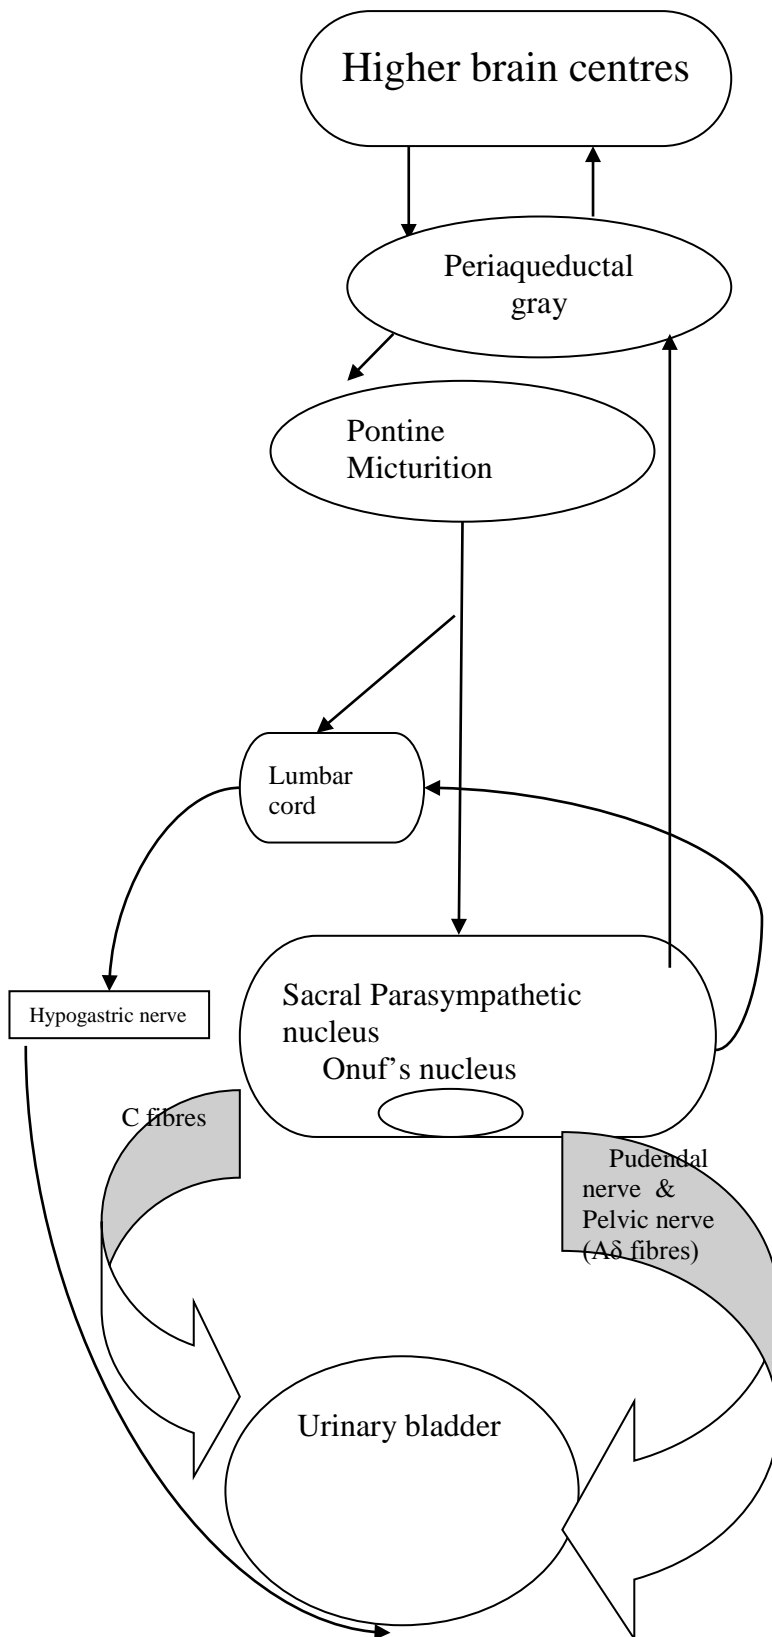 Higher brain centres
Periaqueductal
gray
Pontine
Micturition
Lumbar
cord
Sacral Parasympathetic
nucleus
Onuf’s nucleus
Hypogastric nerve
C fibres
Pudendal
nerve &
Pelvic nerve
(Aδ fibres)
Urinary bladder